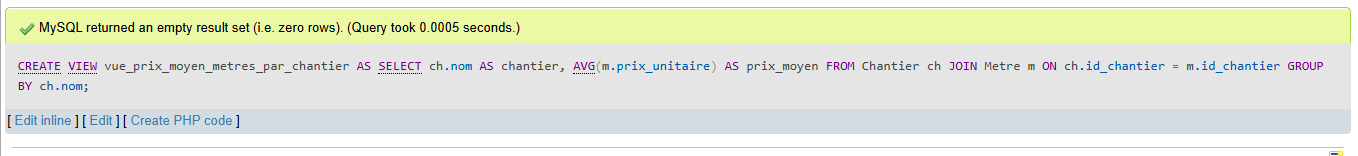 MySQL returned an empty result set (i.e. zero rows). (Query took 0.0005 seconds.)
CREATE VIEW vue_prix_moyen_metres_par_chantier AS SELECT ch.nom AS chantier, AVG(m.prix_unitaire) AS prix_moyen FROM Chantier ch JOIN Metre m ON ch.id_chantier = m.id_chantier GROUP
BY ch.nom;
[ Edit inline ] [ Edit ] [ Create PHP code ]